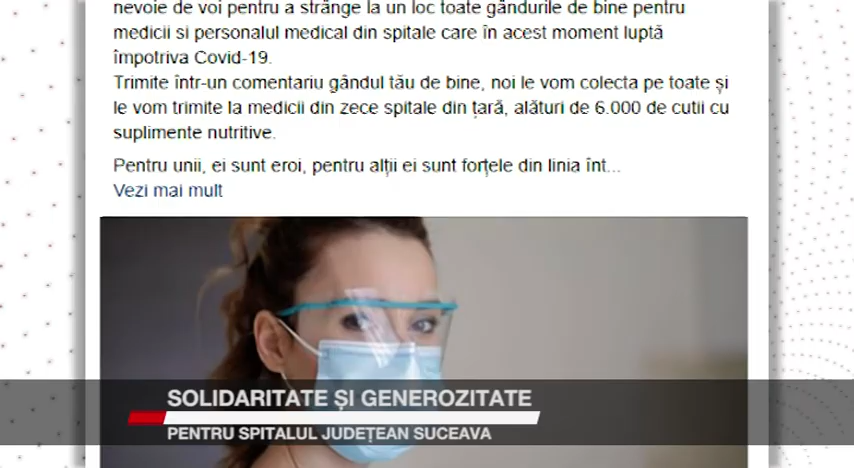 nevoie de voi pentru a strânge la un loc toate gândurile de bine pentru
medicii si personalul medical din spitale care în acest moment luptă
împotriva Covid-19.
Trimite într-un comentariu gândul tău de bine, noi le vom colecta pe toate și
le vom trimite la medicii din zece spitale din țară, alături de 6.000 de cutii cu
suplimente nutritive.
Pentru unii, ei sunt eroi, pentru alții ei sunt forțele din linia înt...
Vezi mai mult
SOLIDARITATE ȘI GENEROZITATE
PENTRU SPITALUL JUDEȚEAN SUCEAVA